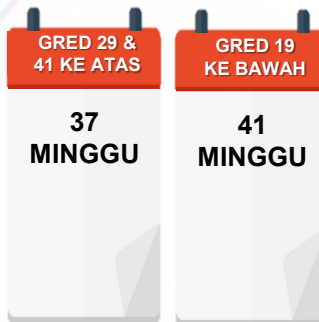 GRED 29 &
41 KE ATAS
37
MINGGU
GRED 19
KE BAWAH
41
MINGGU